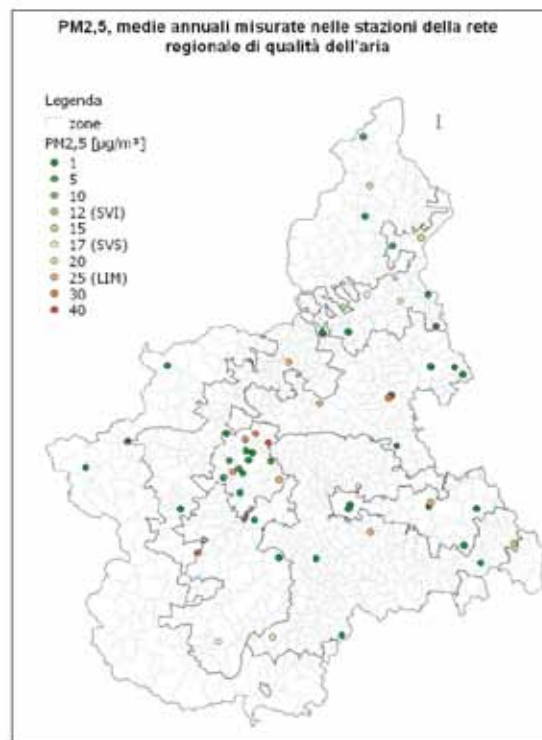 PM2,5, medie annuali misurate nelle stazioni della rete
regionale di qualità dell'aria
Legenda
zone
PM2,5 [µg/m³]
1
5
10
12 (SVI)
15
17 (SVS)
20
25 (LIM)
30
40